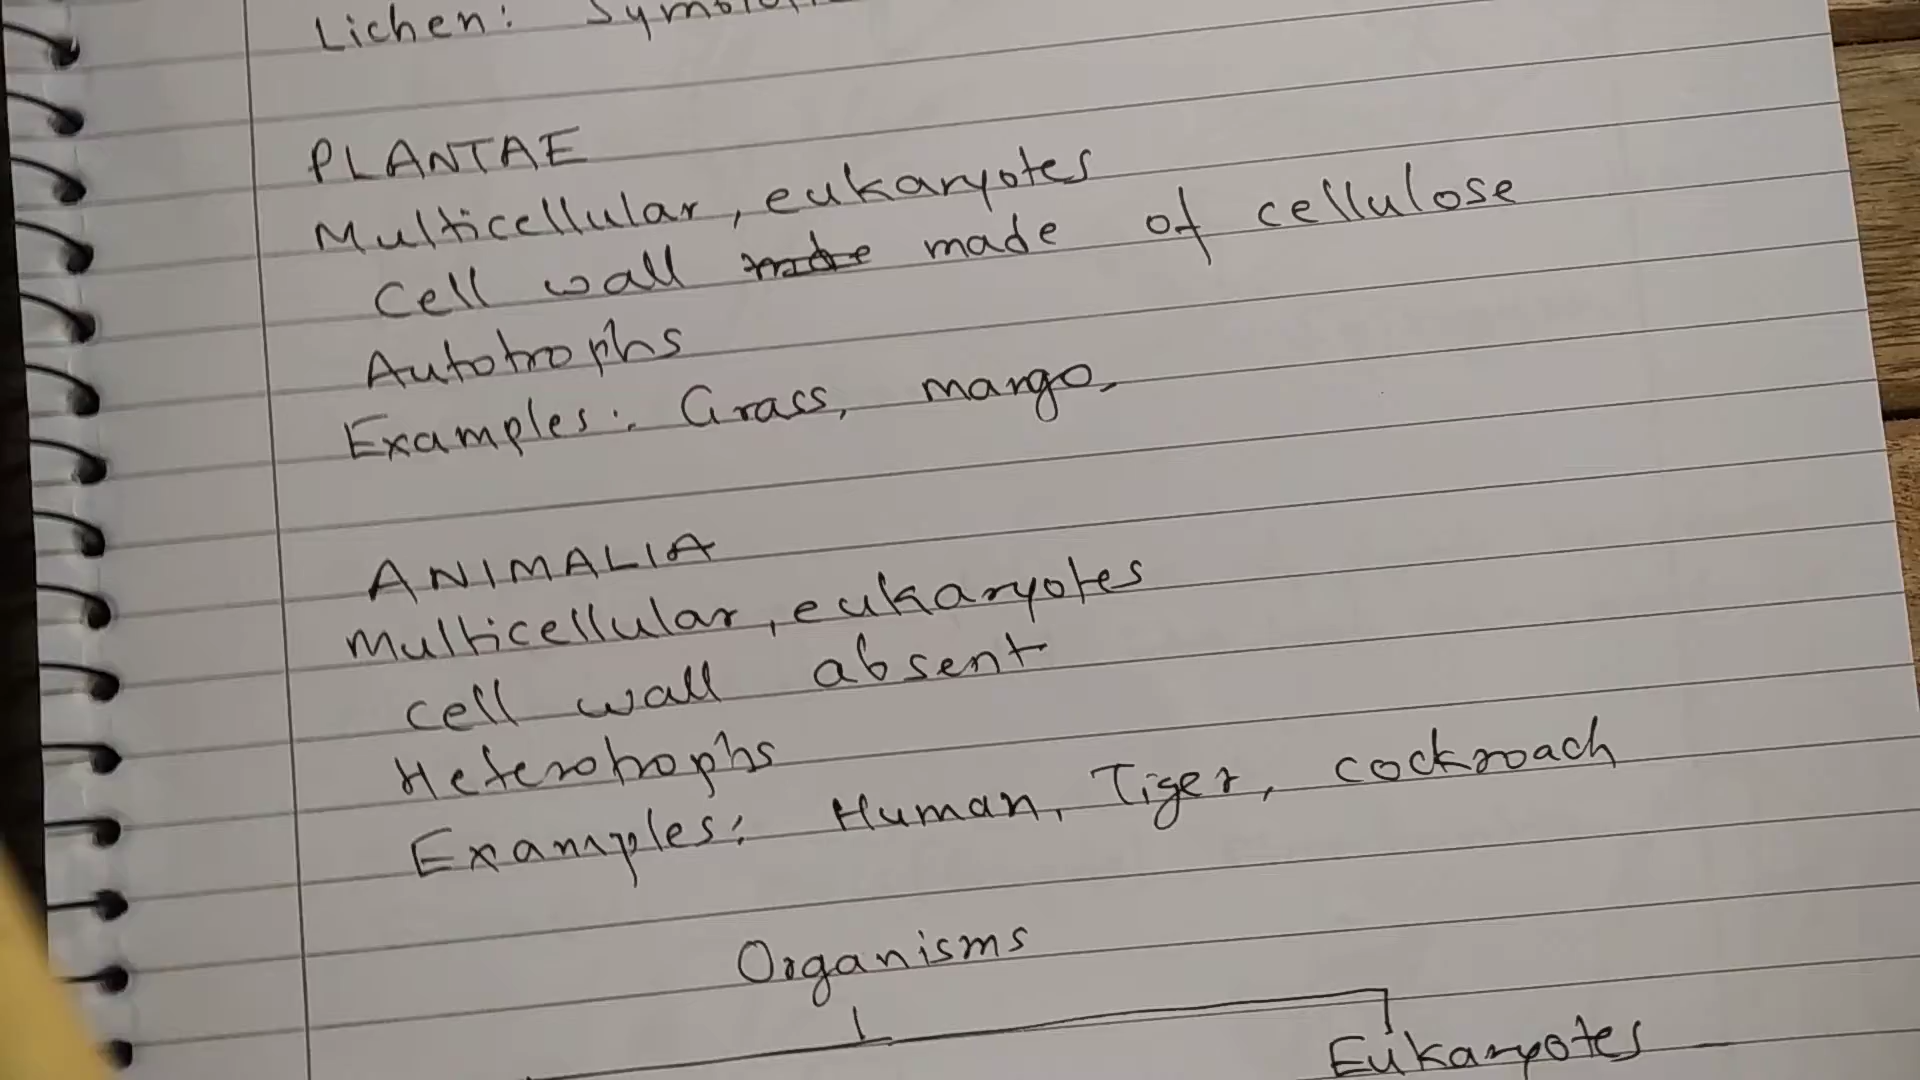 Lichen:
PLANTAE
Multicellular, eukaryotes
Cell wall made of cellulose
Autotrophs
Examples: Grass, mango
ANIMALIA
Multicellular, eukaryotes
Cell wall absent
Heterotrophs
Examples: Human, Tiger, cockroach
Organisms
Eukaryotes